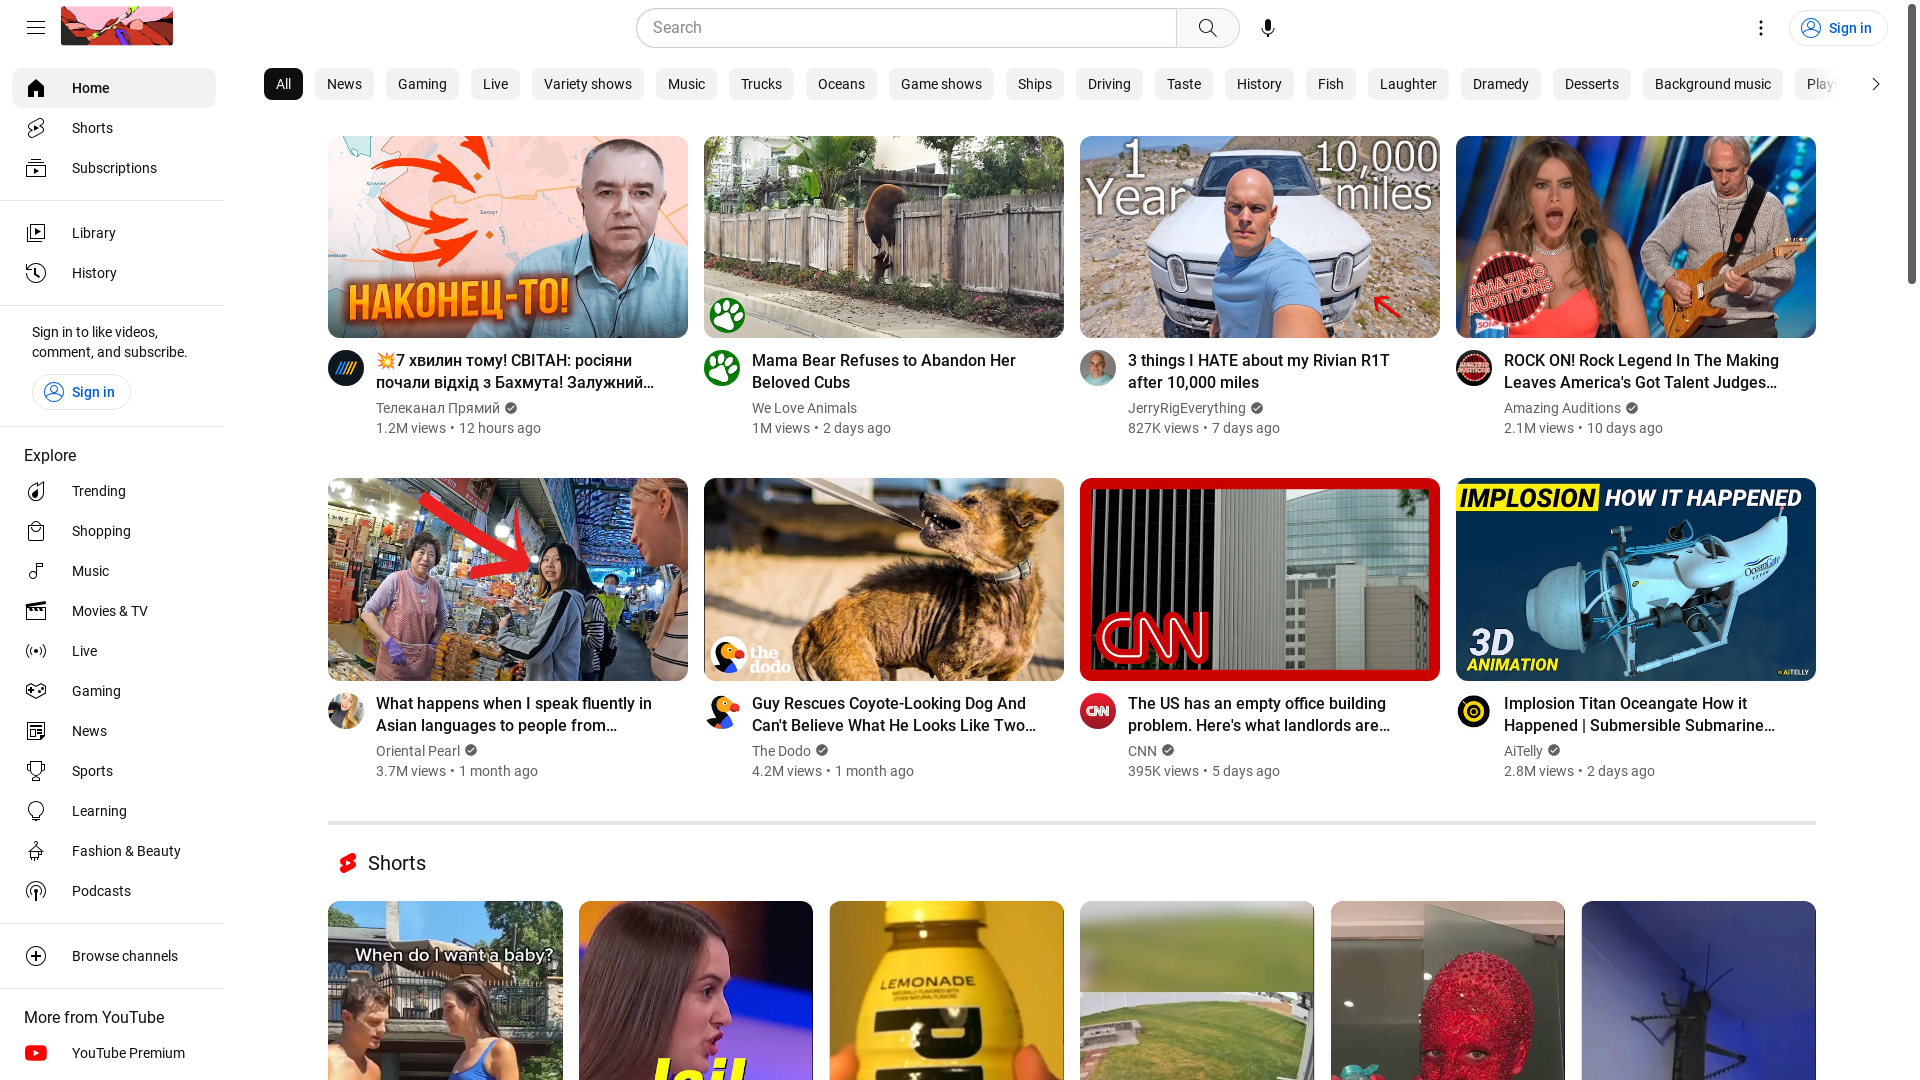 Search
Sign in
Home
Shorts
Subscriptions
Library
History
Sign in to like videos,
comment, and subscribe.
Sign in
Explore
Trending
Shopping
Music
Movies & TV
Live
Gaming
News
Sports
Learning
Fashion & Beauty
Podcasts
Browse channels
More from YouTube
YouTube Premium
All
News
Gaming
Live
Variety shows
Music
Trucks
Oceans
Game shows
Ships
Driving
Taste
History
Fish
Laughter
Dramedy
Desserts
Background music
Бахмут
НАКОНЕЦ-ТО!
💥7 хвилин тому! СВІТАН: росіяни
почали відхід з Бахмута! Залужний...
Телеканал Прямий
1.2M views • 12 hours ago
Mama Bear Refuses to Abandon Her
Beloved Cubs
We Love Animals
1M views • 2 days ago
1
Year
10,000
miles
3 things I HATE about my Rivian R1T
after 10,000 miles
JerryRigEverything
827K views • 7 days ago
AMAZING
AUDITIONS
ROCK ON! Rock Legend In The Making
Leaves America's Got Talent Judges...
Amazing Auditions
2.1M views • 10 days ago
What happens when I speak fluently in
Asian languages to people from...
Oriental Pearl
3.7M views • 1 month ago
the
dodo
Guy Rescues Coyote-Looking Dog And
Can't Believe What He Looks Like Two...
The Dodo
4.2M views • 1 month ago
CNN
CNN
The US has an empty office building
problem. Here's what landlords are...
CNN
395K views • 5 days ago
IMPLOSION HOW IT HAPPENED
OceanGate
TITAN
3D
ANIMATION
AiTELLY
Implosion Titan Oceangate How it
Happened | Submersible Submarine...
AiTelly
2.8M views • 2 days ago
Shorts
When do I want a baby?
LEMONADE